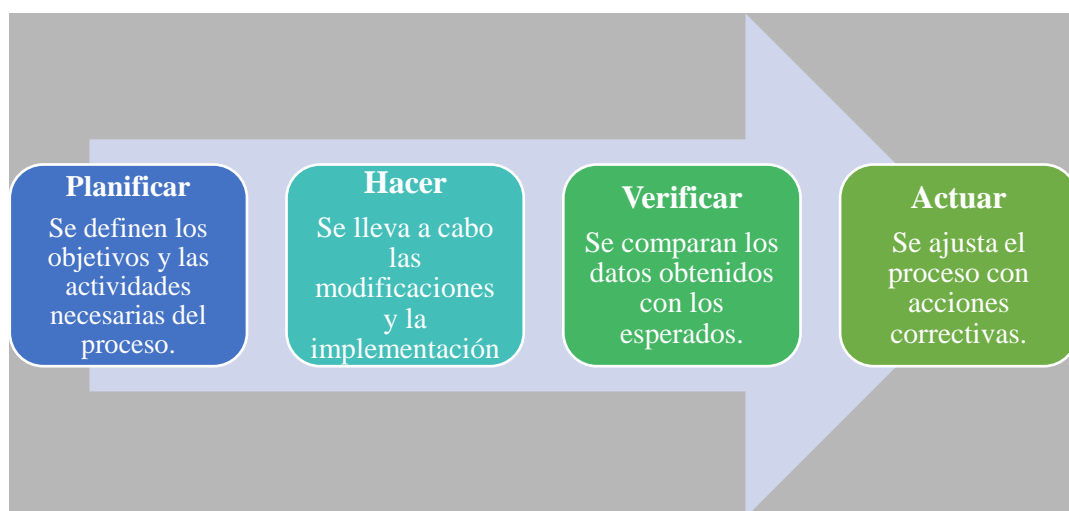 Planificar
Se definen los
objetivos y las
actividades
necesarias del
proceso.
Hacer
Se lleva a cabo
las
modificaciones
y la
implementación
Verificar
Se comparan los
datos obtenidos
con los
esperados.
Actuar
Se ajusta el
proceso con
acciones
correctivas.